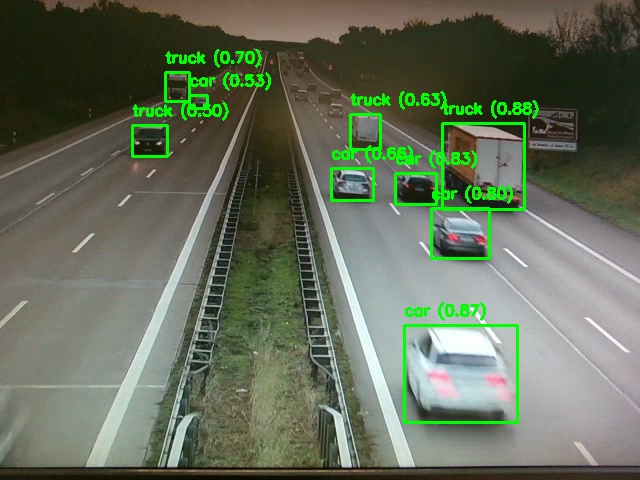 truck (0.70)
car (0.53)
truck (0.50)
truck (0.63)
truck (0.88)
car (0.66)
car (0.83)
car (0.80)
car (0.87)